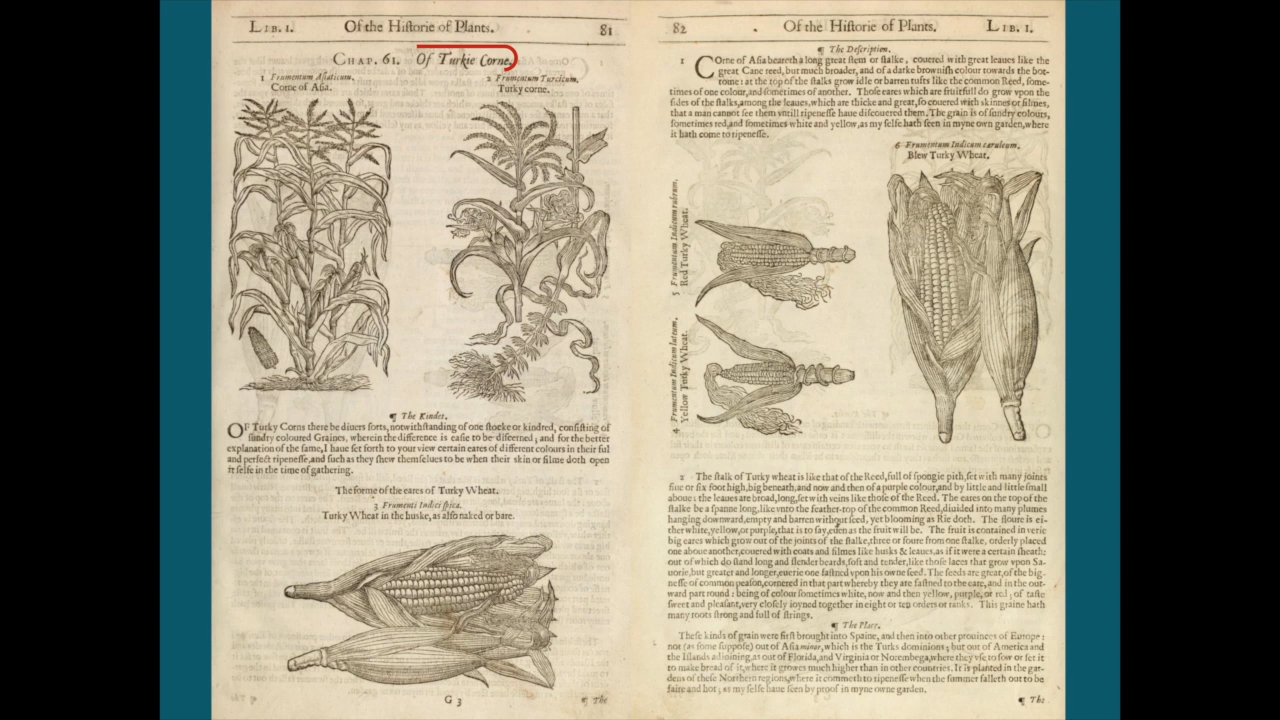 LIB. I. Of the Hiſtorie of Plants. 81
CHAP. 61. Of Turkie Corne.
1 Frumentum Aſiaticum.
Corne of Aſia.
2 Frumentum Turcicum.
Turky corne.
¶ The Kindes.
OF Turky Corns there be diuers ſorts, notwithſtanding of one ſtocke or kindred, conſiſting of
ſundry coloured Graines, wherein the difference is eaſie to be diſcerned; and for the better
explanation of the ſame, I haue ſet forth to your view certain eares of different colours in their ful
and perfect ripeneſſe, and ſuch as they ſhew themſelues to be when their skin or filme doth open
it ſelfe in the time of gathering.
The forme of the eares of Turky Wheat.
3 Frumenti Indici ſpica.
Turky Wheat in the huske, as alſo naked or bare.
G 3 ¶ The
82 Of the Hiſtorie of Plants. LIB. I.
¶ The Deſcription.
1 COrne of Aſia beareth a long great ſtem or ſtalke, couered with great leaues like the
great Cane reed, but much broader, and of a darke browniſh colour towards the bot-
tome: at the top of the ſtalks grow idle or barren tufts like the common Reed, ſome-
times of one colour, and ſometimes of another. Thoſe eares which are fruitfull do grow vpon the
ſides of the ſtalks, among the leaues, which are thicke and great, ſo couered with skinnes or filmes,
that a man cannot ſee them vntill ripeneſſe haue diſcouered them. The grain is of ſundry colours,
ſometimes red, and ſometimes white and yellow, as my ſelfe hath ſeen in myne own garden, where
it hath come to ripeneſſe.
6 Frumentum Indicum cæruleum.
Blew Turky Wheat.
5 Frumentum Indicum rubrum.
Red Turky Wheat.
4 Frumentum Indicum luteum.
Yellow Turky Wheat.
2 The ſtalk of Turky wheat is like that of the Reed, full of ſpongie pith, ſet with many joints
fiue or ſix foot high, big beneath, and now and then of a purple colour, and by little and little ſmall
aboue: the leaues are broad, long, ſet with veins like thoſe of the Reed. The eares on the top of the
ſtalke be a ſpanne long, like vnto the feather-top of the common Reed, diuided into many plumes
hanging downward, empty and barren without ſeed, yet blooming as Rie doth. The floure is ei-
ther white, yellow, or purple, that is to ſay, euen as the fruit will be. The fruit is contained in verie
big eares which grow out of the joints of the ſtalke, three or foure from one ſtalke, orderly placed
one aboue another, couered with coats and filmes like husks & leaues, as if it were a certain ſheath:
out of which do ſtand long and ſlender beards, ſoft and tender, like thoſe laces that grow vpon Sa-
uorie, but greater and longer, euerie one faſtned vpon his owne ſeed. The ſeeds are great, of the big-
neſſe of common peaſon, cornered in that part whereby they are faſtned to the eare, and in the out-
ward part round: being of colour ſometimes white, now and then yellow, purple, or red; of taſte
ſweet and pleaſant, very cloſely ioyned together in eight or ten orders or ranks. This graine hath
many roots ſtrong and full of ſtrings.
¶ The Place.
Theſe kinds of grain were firſt brought into Spaine, and then into other prouinces of Europe:
not (as ſome ſuppoſe) out of Aſia minor, which is the Turks dominions; but out of America and
the Iſlands adioining, as out of Florida, and Virginia or Norembega, where they vſe to ſow or ſet it
to make bread of it, where it growes much higher than in other countries. It is planted in the gar-
dens of theſe Northern regions, where it commeth to ripeneſſe when the ſummer falleth out to be
faire and hot; as my ſelfe haue ſeen by proof in myne owne garden.
¶ The